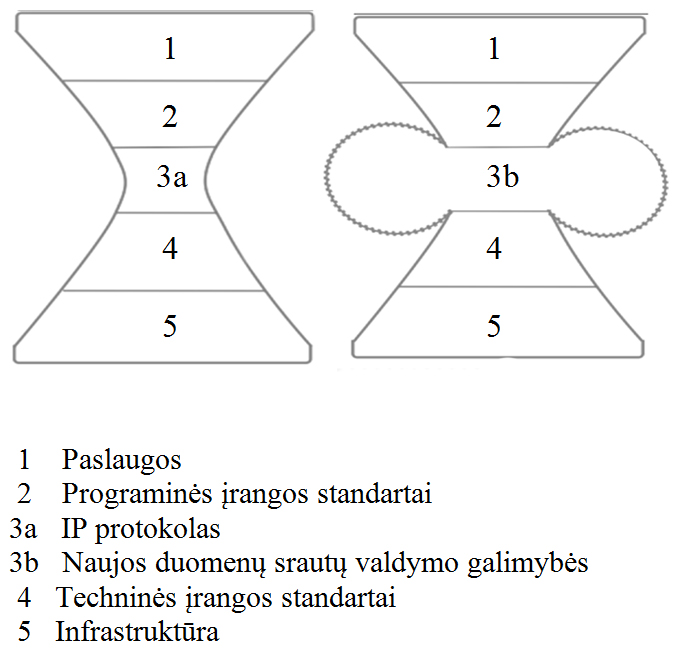 1 1
2 2
3a 3b
4 4
5 5
1 Paslaugos
2 Programinės įrangos standartai
3a IP protokolas
3b Naujos duomenų srautų valdymo galimybės
4 Techninės įrangos standartai
5 Infrastruktūra